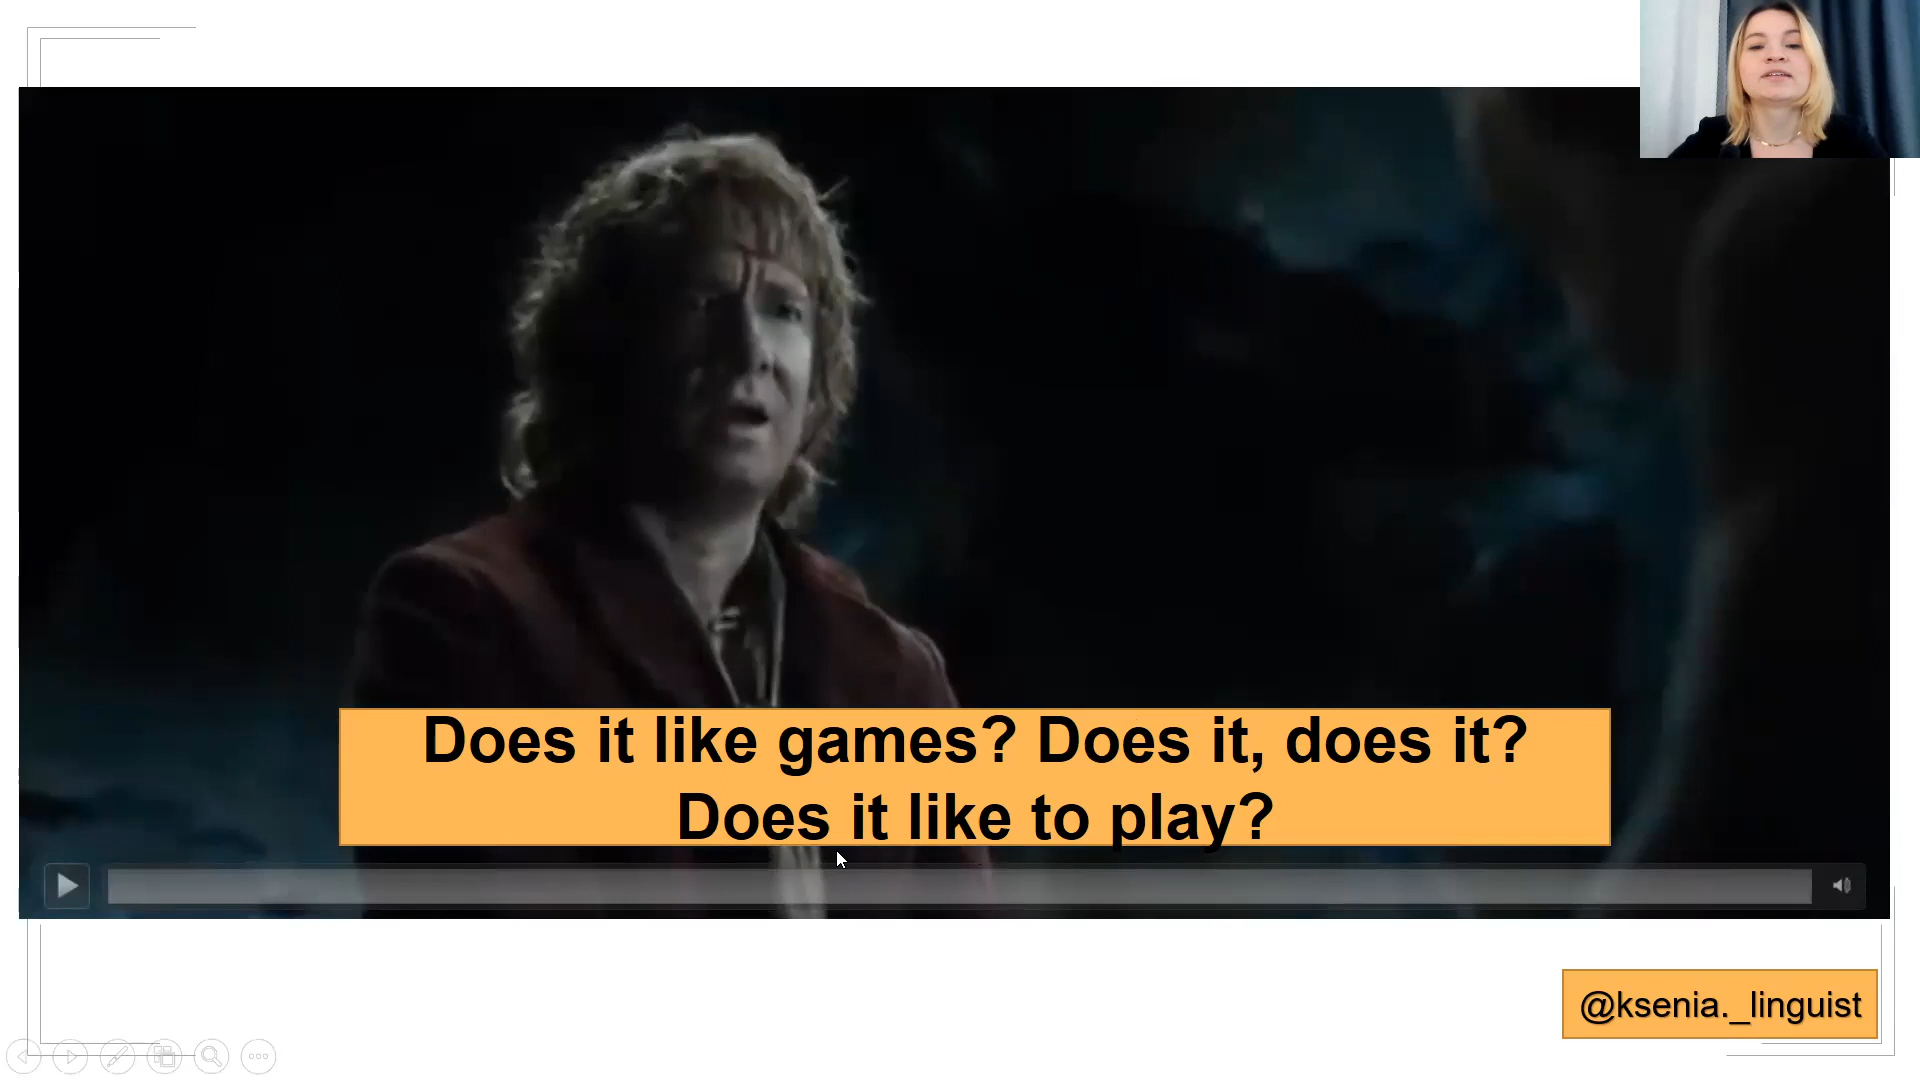 Does it like games? Does it, does it?
Does it like to play?
@ksenia._linguist